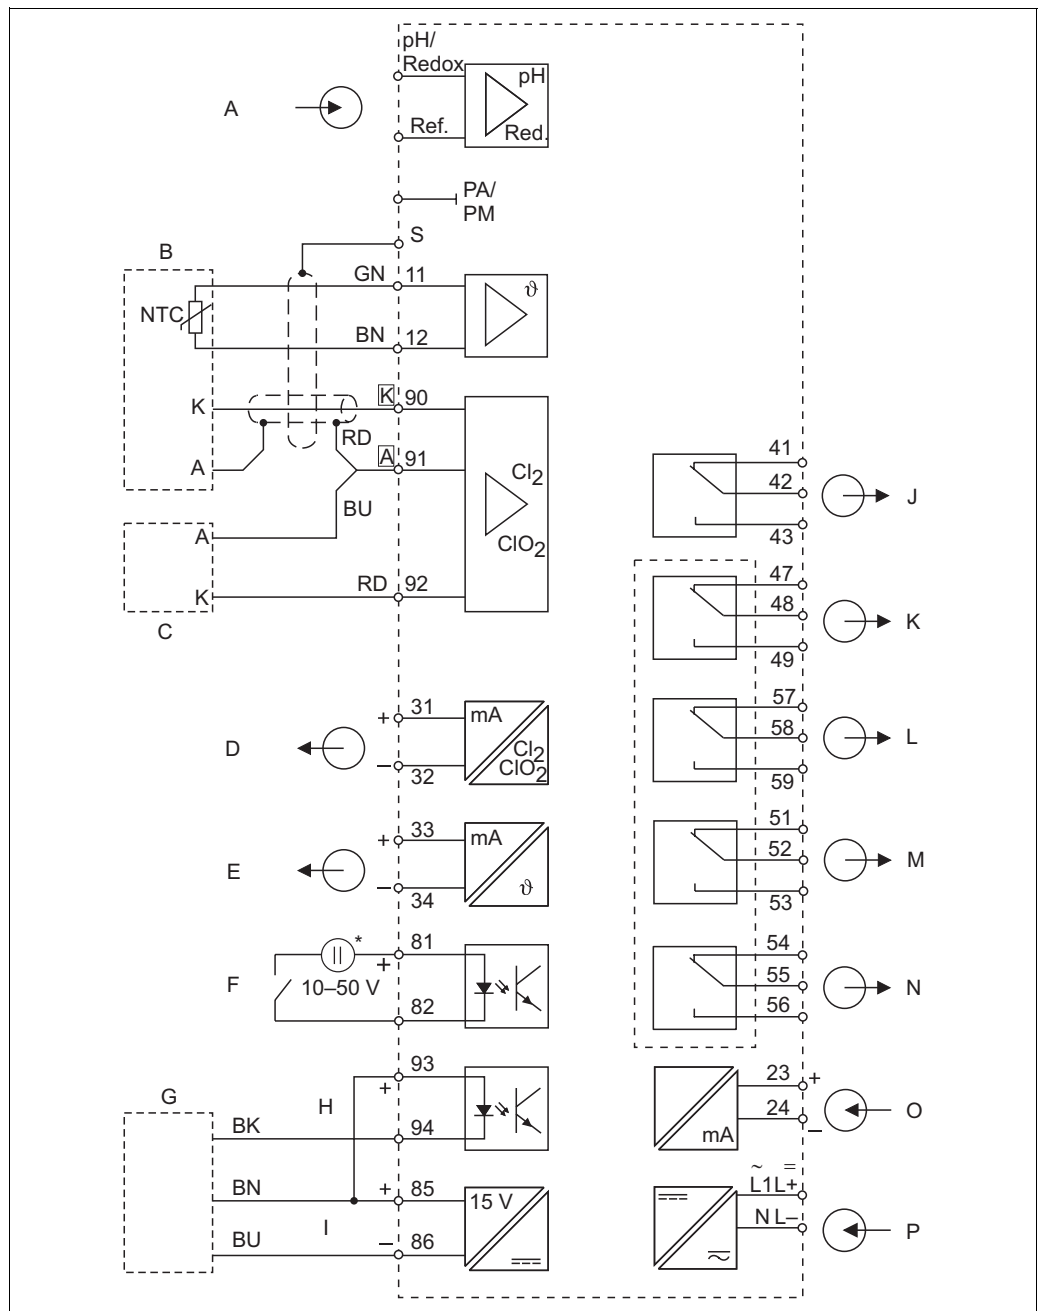 pH/
Redox
pH
A
Ref.
Red.
PA/
PM
S
B
GN 11
ϑ
NTC
BN 12
K
K 90
RD
A
A 91
Cl2
BU
ClO2
A
RD 92
K
C
41
42
J
43
47
48
K
49
57
58
L
59
51
52
M
53
54
55
N
56
+ 31
mA
D
Cl2
ClO2
– 32
+ 33
mA
E
– 34
ϑ
* 81
+
F
10–50 V
82
93
+
G
H
BK 94
BN + 85
15 V
I
BU – 86
23 +
24
O
mA
–
~ =
L1 L+
N L–
P